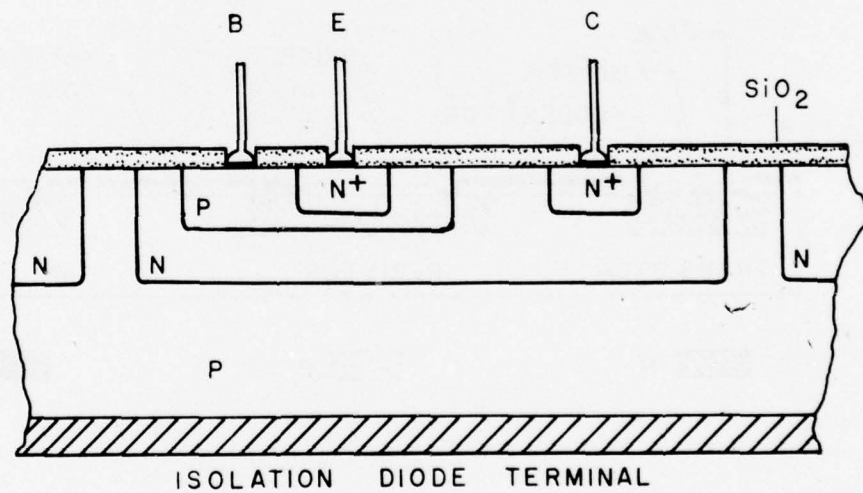 B E C
SiO2
N+ N+
P
N N N
P
ISOLATION DIODE TERMINAL